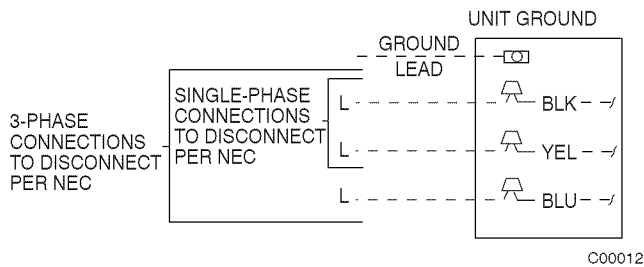 UNIT GROUND
GROUND
LEAD
3-PHASE
CONNECTIONS
TO DISCONNECT
PER NEC
SINGLE-PHASE
CONNECTIONS
TO DISCONNECT
PER NEC
L
BLK
L
YEL
L
BLU
C00012